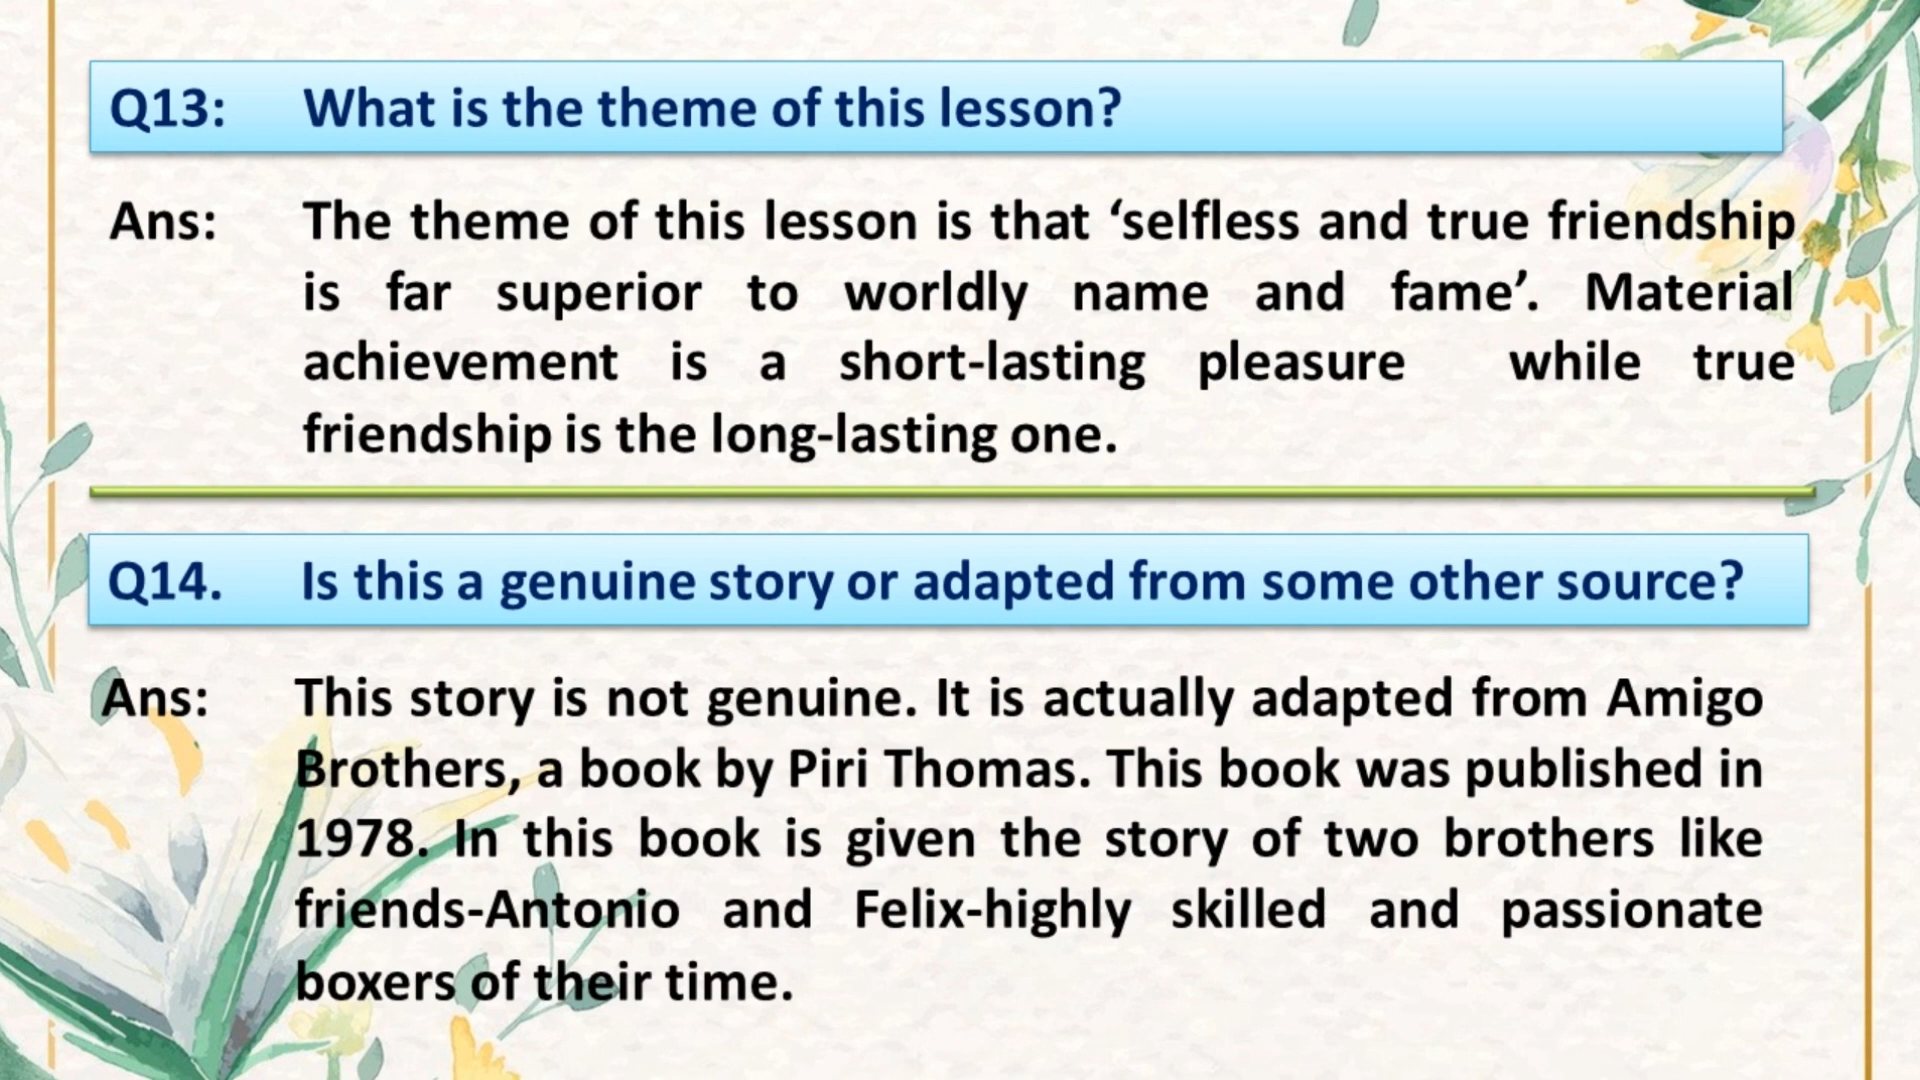 Q13: What is the theme of this lesson?
Ans: The theme of this lesson is that ‘selfless and true friendship
is far superior to worldly name and fame’. Material
achievement is a short-lasting pleasure while true
friendship is the long-lasting one.
Q14. Is this a genuine story or adapted from some other source?
Ans: This story is not genuine. It is actually adapted from Amigo
Brothers, a book by Piri Thomas. This book was published in
1978. In this book is given the story of two brothers like
friends-Antonio and Felix-highly skilled and passionate
boxers of their time.